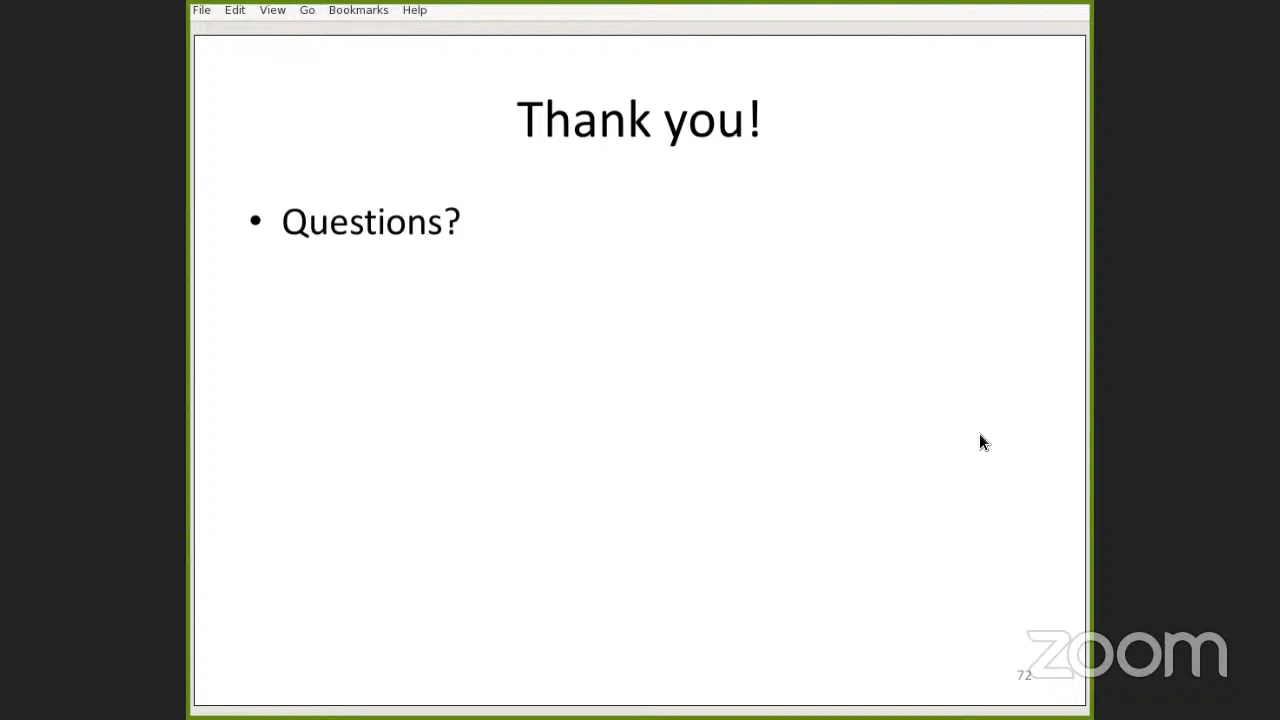 File Edit View Go Bookmarks Help
Thank you!
• Questions?
72
zoom